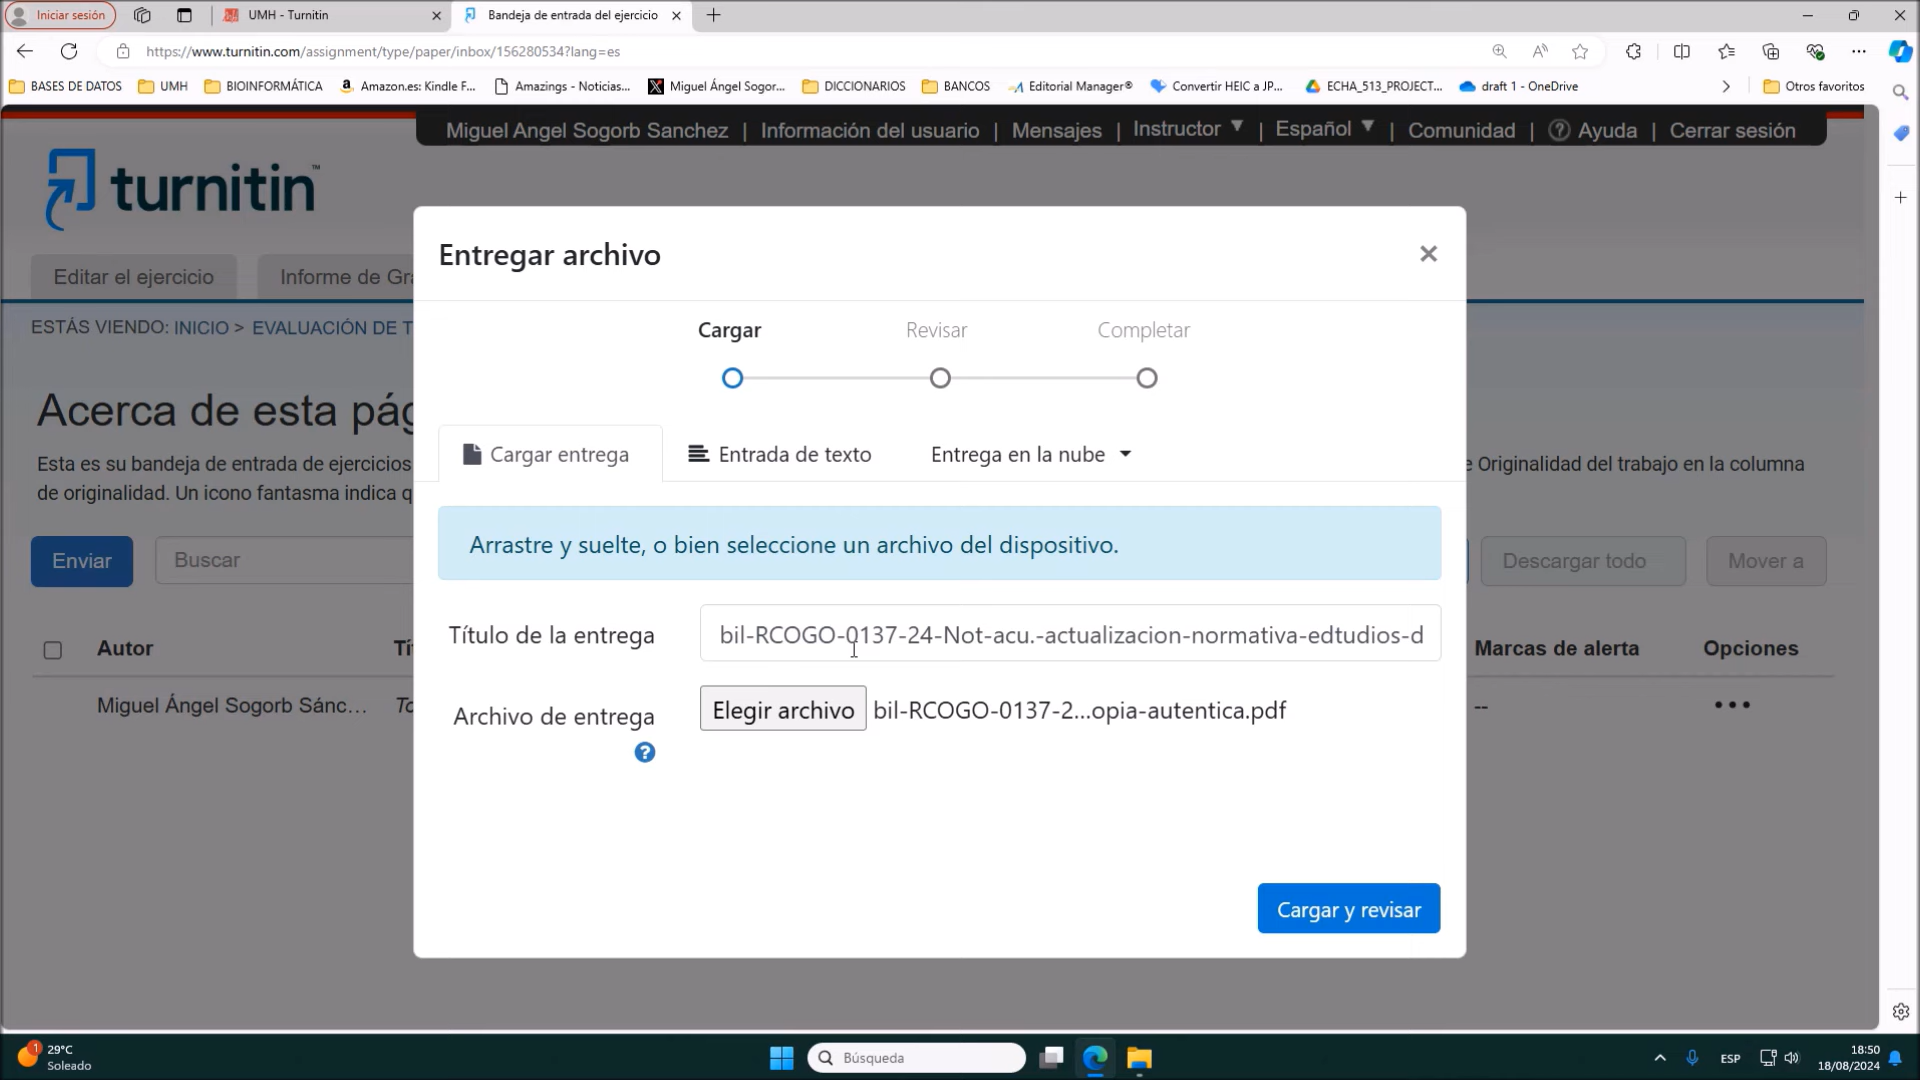 Iniciar sesión
UMH - Turnitin
Bandeja de entrada del ejercicio
https://www.turnitin.com/assignment/type/paper/inbox/156280534?lang=es
BASES DE DATOS
UMH
BIOINFORMÁTICA
Amazon.es: Kindle F...
Amazings - Noticias...
Miguel Ángel Sogor...
DICCIONARIOS
BANCOS
Editorial Manager®
Convertir HEIC a JP...
ECHA_513_PROJECT...
draft 1 - OneDrive
Otros favoritos
Miguel Angel Sogorb Sanchez | Información del usuario | Mensajes | Instructor ▼ | Español ▼ | Comunidad | ? Ayuda | Cerrar sesión
turnitin™
Editar el ejercicio
Informe de Gr
ESTÁS VIENDO: INICIO > EVALUACIÓN DE T
Acerca de esta pág
Esta es su bandeja de entrada de ejercicios
Originalidad del trabajo en la columna
de originalidad. Un icono fantasma indica q
Enviar
Buscar
Descargar todo
Mover a
Autor
Marcas de alerta
Opciones
Miguel Ángel Sogorb Sánc...
--
•••
Entregar archivo
×
Cargar
Revisar
Completar
Cargar entrega
Entrada de texto
Entrega en la nube
Arrastre y suelte, o bien seleccione un archivo del dispositivo.
Título de la entrega
bil-RCOGO-0137-24-Not-acu.-actualizacion-normativa-edtudios-d
Archivo de entrega
Elegir archivo
bil-RCOGO-0137-2...opia-autentica.pdf
?
Cargar y revisar
1
29°C
Soleado
Búsqueda
ESP
18:50
18/08/2024